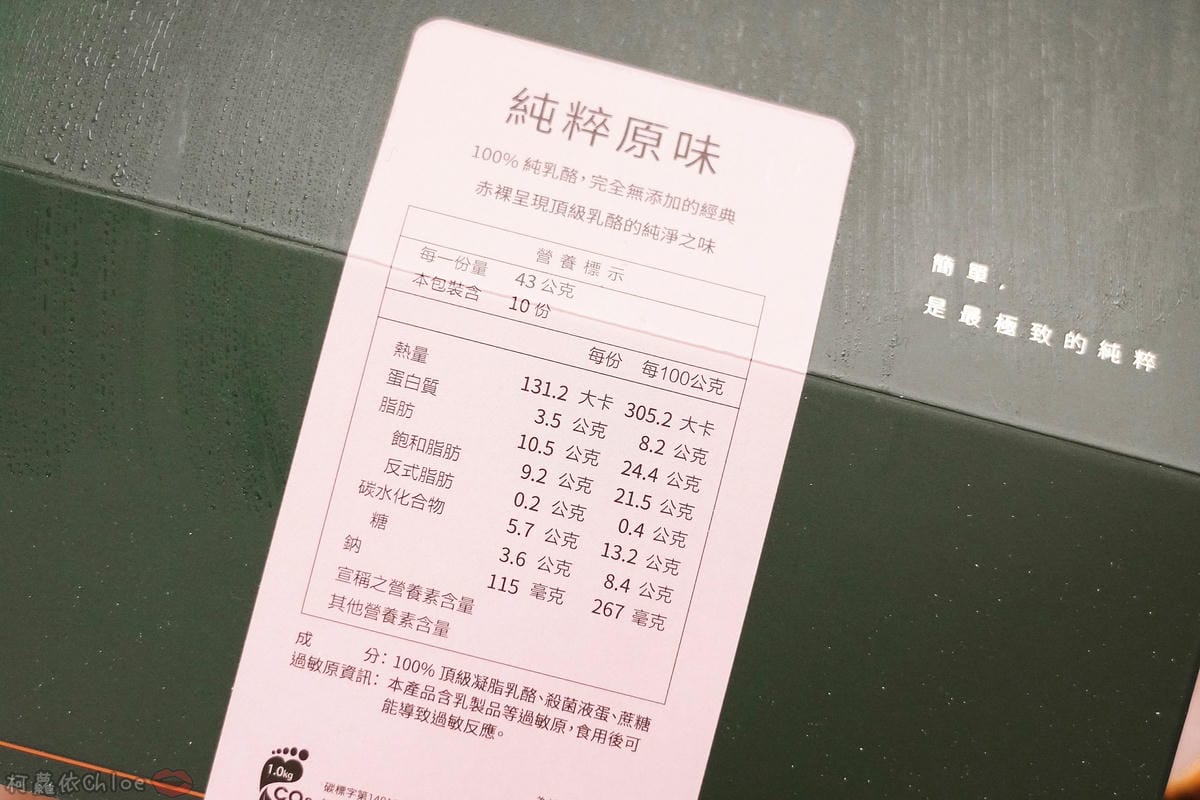 純粹原味
100% 純乳酪，完全無添加的經典
赤裸呈現頂級乳酪的純淨之味
營養標示
每一份量 43 公克
本包裝含 10 份
每份 每100公克
熱量 131.2 大卡 305.2 大卡
蛋白質 3.5 公克 8.2 公克
脂肪 10.5 公克 24.4 公克
飽和脂肪 9.2 公克 21.5 公克
反式脂肪 0.2 公克 0.4 公克
碳水化合物 5.7 公克 13.2 公克
糖 3.6 公克 8.4 公克
鈉 115 毫克 267 毫克
宣稱之營養素含量
其他營養素含量
成分：100% 頂級凝脂乳酪、殺菌液蛋、蔗糖
過敏原資訊：本產品含乳製品等過敏原，食用後可
能導致過敏反應。
1.0kg
CO₂
碳標字第
簡單，
是最極致的純粹
柯蘿依Chloe